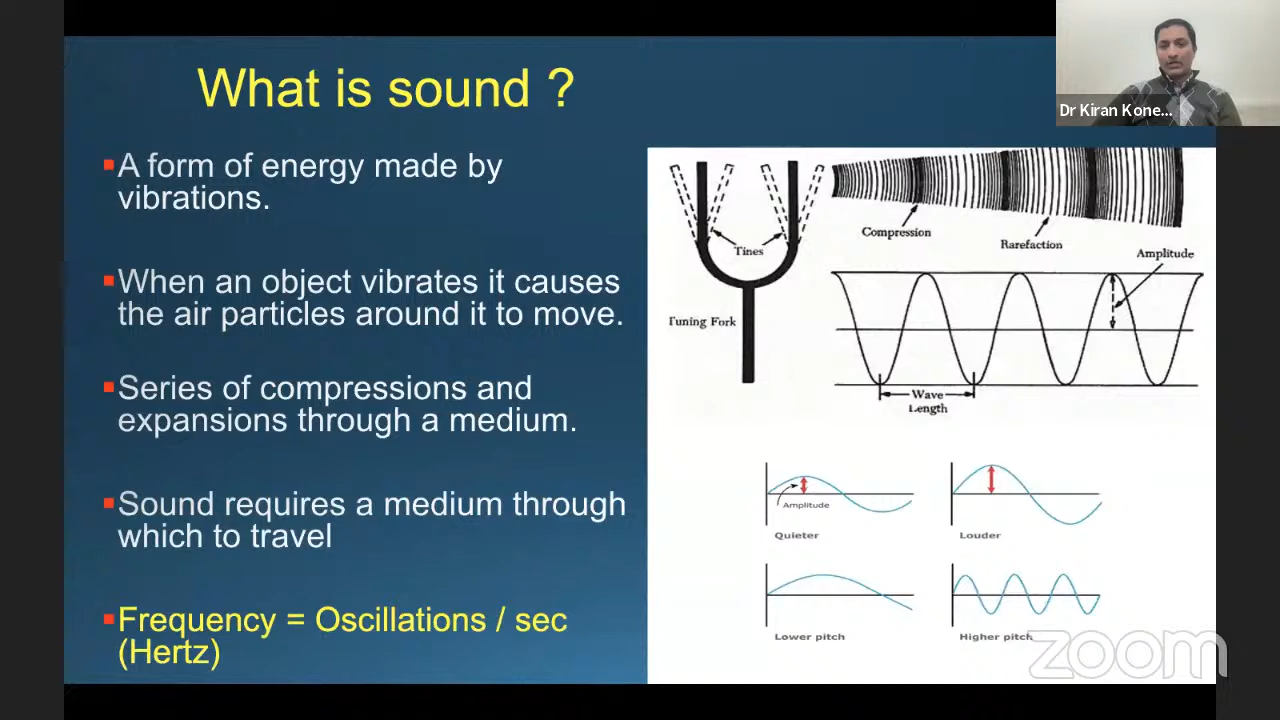 What is sound ?
Dr Kiran Kone...
▪A form of energy made by
vibrations.
▪When an object vibrates it causes
the air particles around it to move.
▪Series of compressions and
expansions through a medium.
▪Sound requires a medium through
which to travel
▪Frequency = Oscillations / sec
(Hertz)
Tines
Tuning Fork
Compression
Rarefaction
Amplitude
Wave
Length
Amplitude
Quieter
Louder
Lower pitch
Higher pitch
zoom